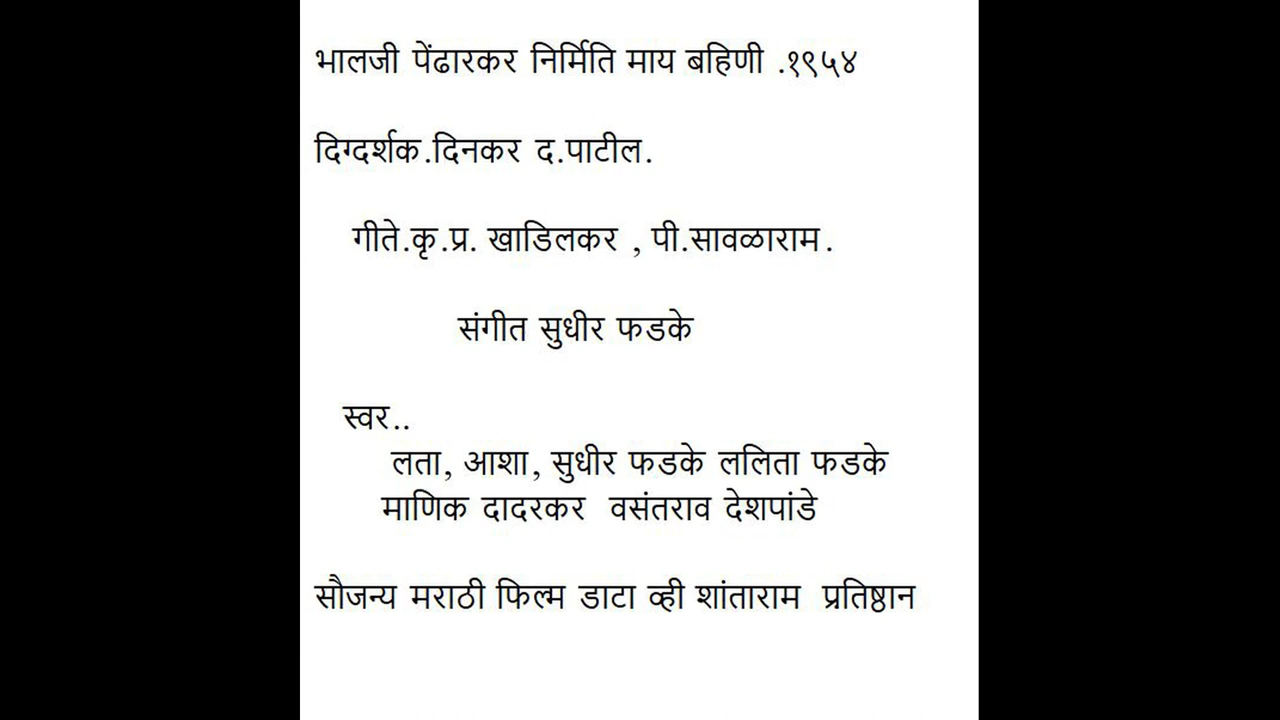 भालजी पेंढारकर निर्मिति माय बहिणी .१९५४
दिग्दर्शक.दिनकर द.पाटील.
गीते.कृ.प्र. खाडिलकर , पी.सावळाराम.
संगीत सुधीर फडके
स्वर..
लता, आशा, सुधीर फडके ललिता फडके
माणिक दादरकर वसंतराव देशपांडे
सौजन्य मराठी फिल्म डाटा व्ही शांताराम प्रतिष्ठान